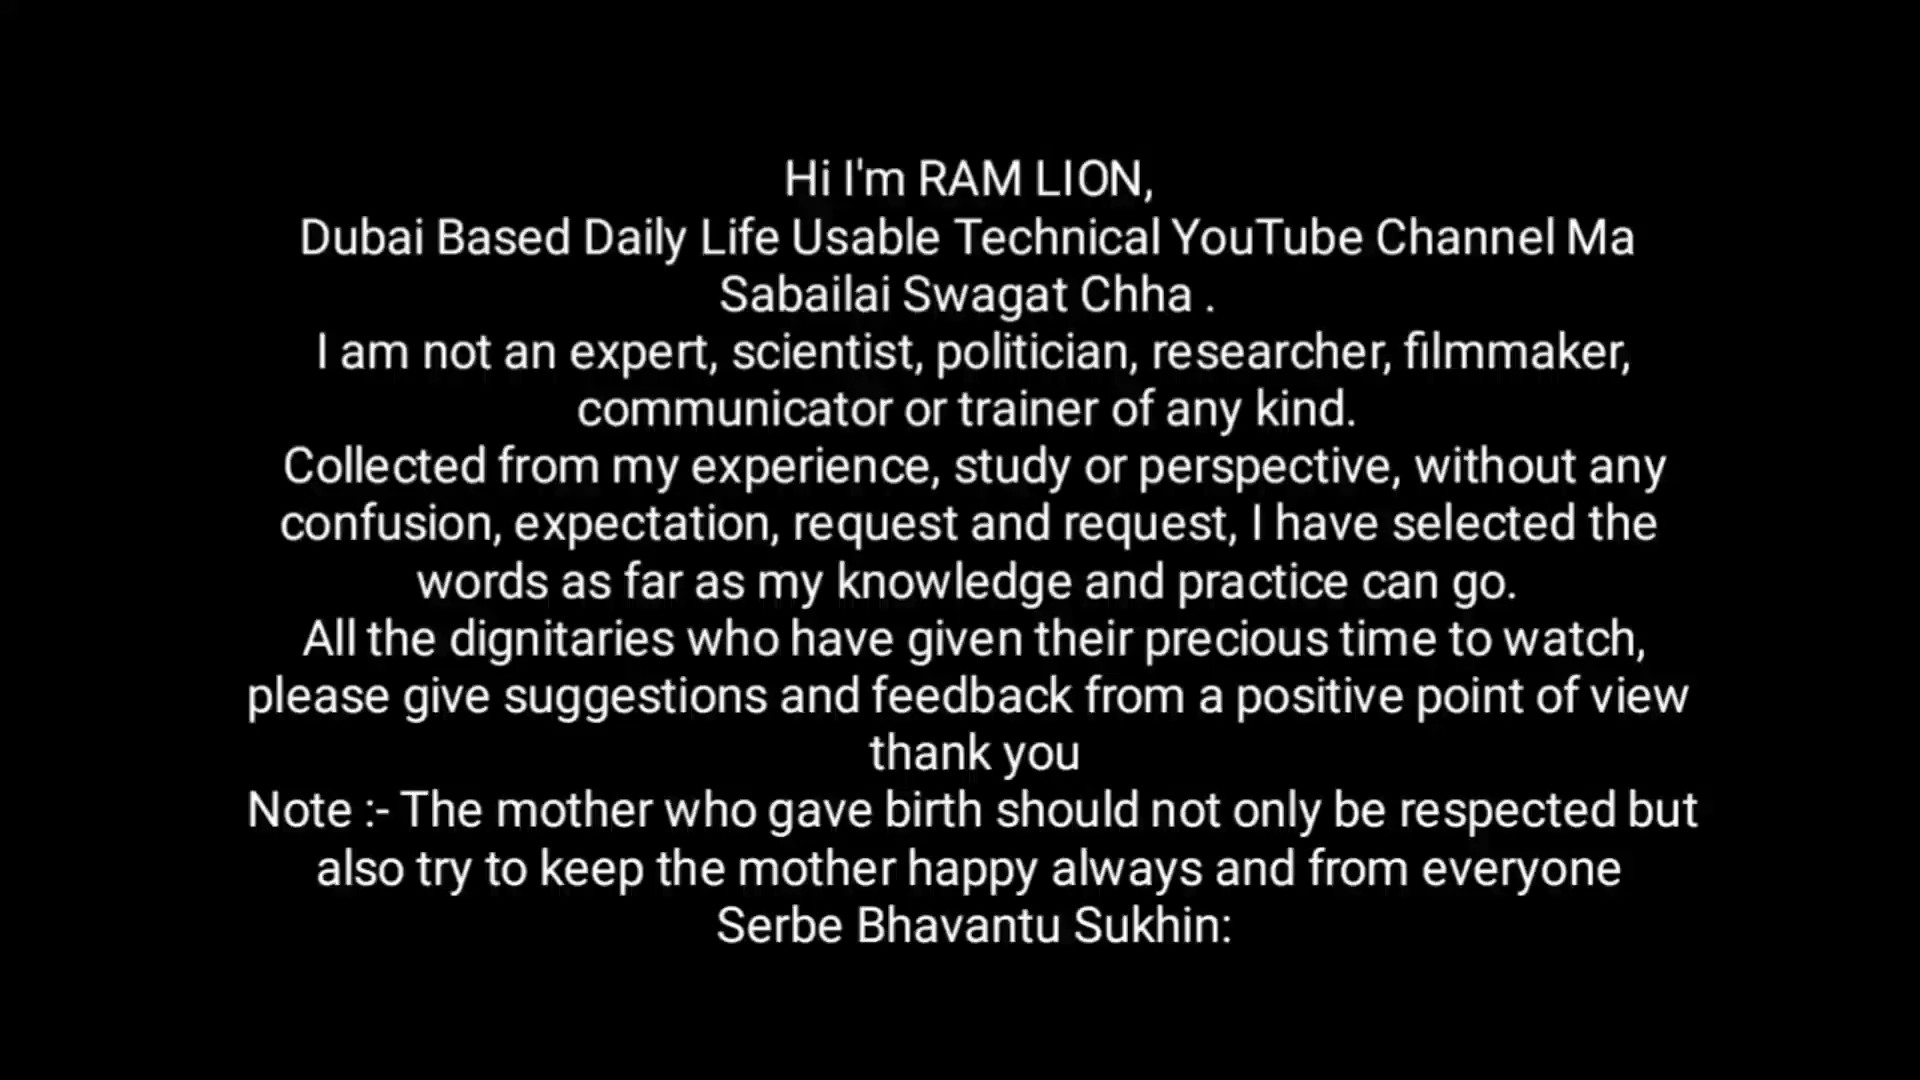 Hi I'm RAM LION,
Dubai Based Daily Life Usable Technical YouTube Channel Ma
Sabailai Swagat Chha .
I am not an expert, scientist, politician, researcher, filmmaker,
communicator or trainer of any kind.
Collected from my experience, study or perspective, without any
confusion, expectation, request and request, I have selected the
words as far as my knowledge and practice can go.
All the dignitaries who have given their precious time to watch,
please give suggestions and feedback from a positive point of view
thank you
Note :- The mother who gave birth should not only be respected but
also try to keep the mother happy always and from everyone
Serbe Bhavantu Sukhin: